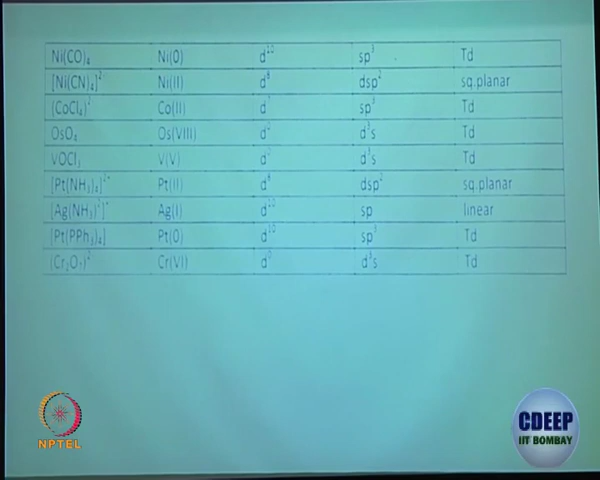 Ni(CO)₄ Ni(0) d¹⁰ sp³ Td
[Ni(CN)₄]²⁻ Ni(II) d⁸ dsp² sq.planar
(CoCl₄)²⁻ Co(II) d⁷ sp³ Td
OsO₄ Os(VIII) d⁰ d³s Td
VOCl₃ V(V) d⁰ d³s Td
[Pt(NH₃)₄]²⁺ Pt(II) d⁸ dsp² sq.planar
[Ag(NH₃)²]⁺ Ag(I) d¹⁰ sp linear
[Pt(PPh₃)₄] Pt(0) d¹⁰ sp³ Td
(Cr₂O₇)²⁻ Cr(VI) d⁰ d³s Td
NPTEL
CDEEP
IIT BOMBAY